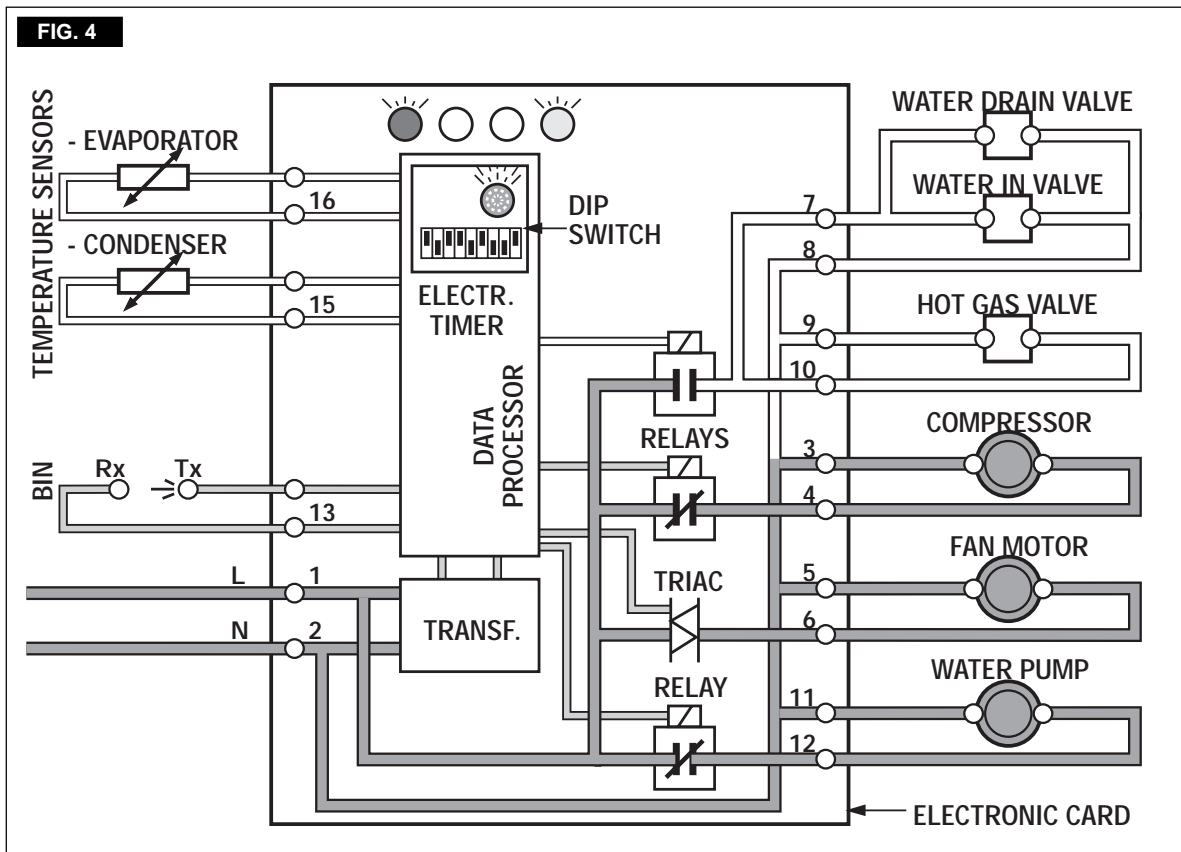 FIG. 4
TEMPERATURE SENSORS
- EVAPORATOR
16
- CONDENSER
15
BIN
Rx
Tx
13
L
1
N
2
DIP
SWITCH
ELECTR.
TIMER
DATA
PROCESSOR
TRANSF.
RELAYS
TRIAC
RELAY
WATER DRAIN VALVE
WATER IN VALVE
7
8
HOT GAS VALVE
9
10
COMPRESSOR
3
4
FAN MOTOR
5
6
WATER PUMP
11
12
ELECTRONIC CARD